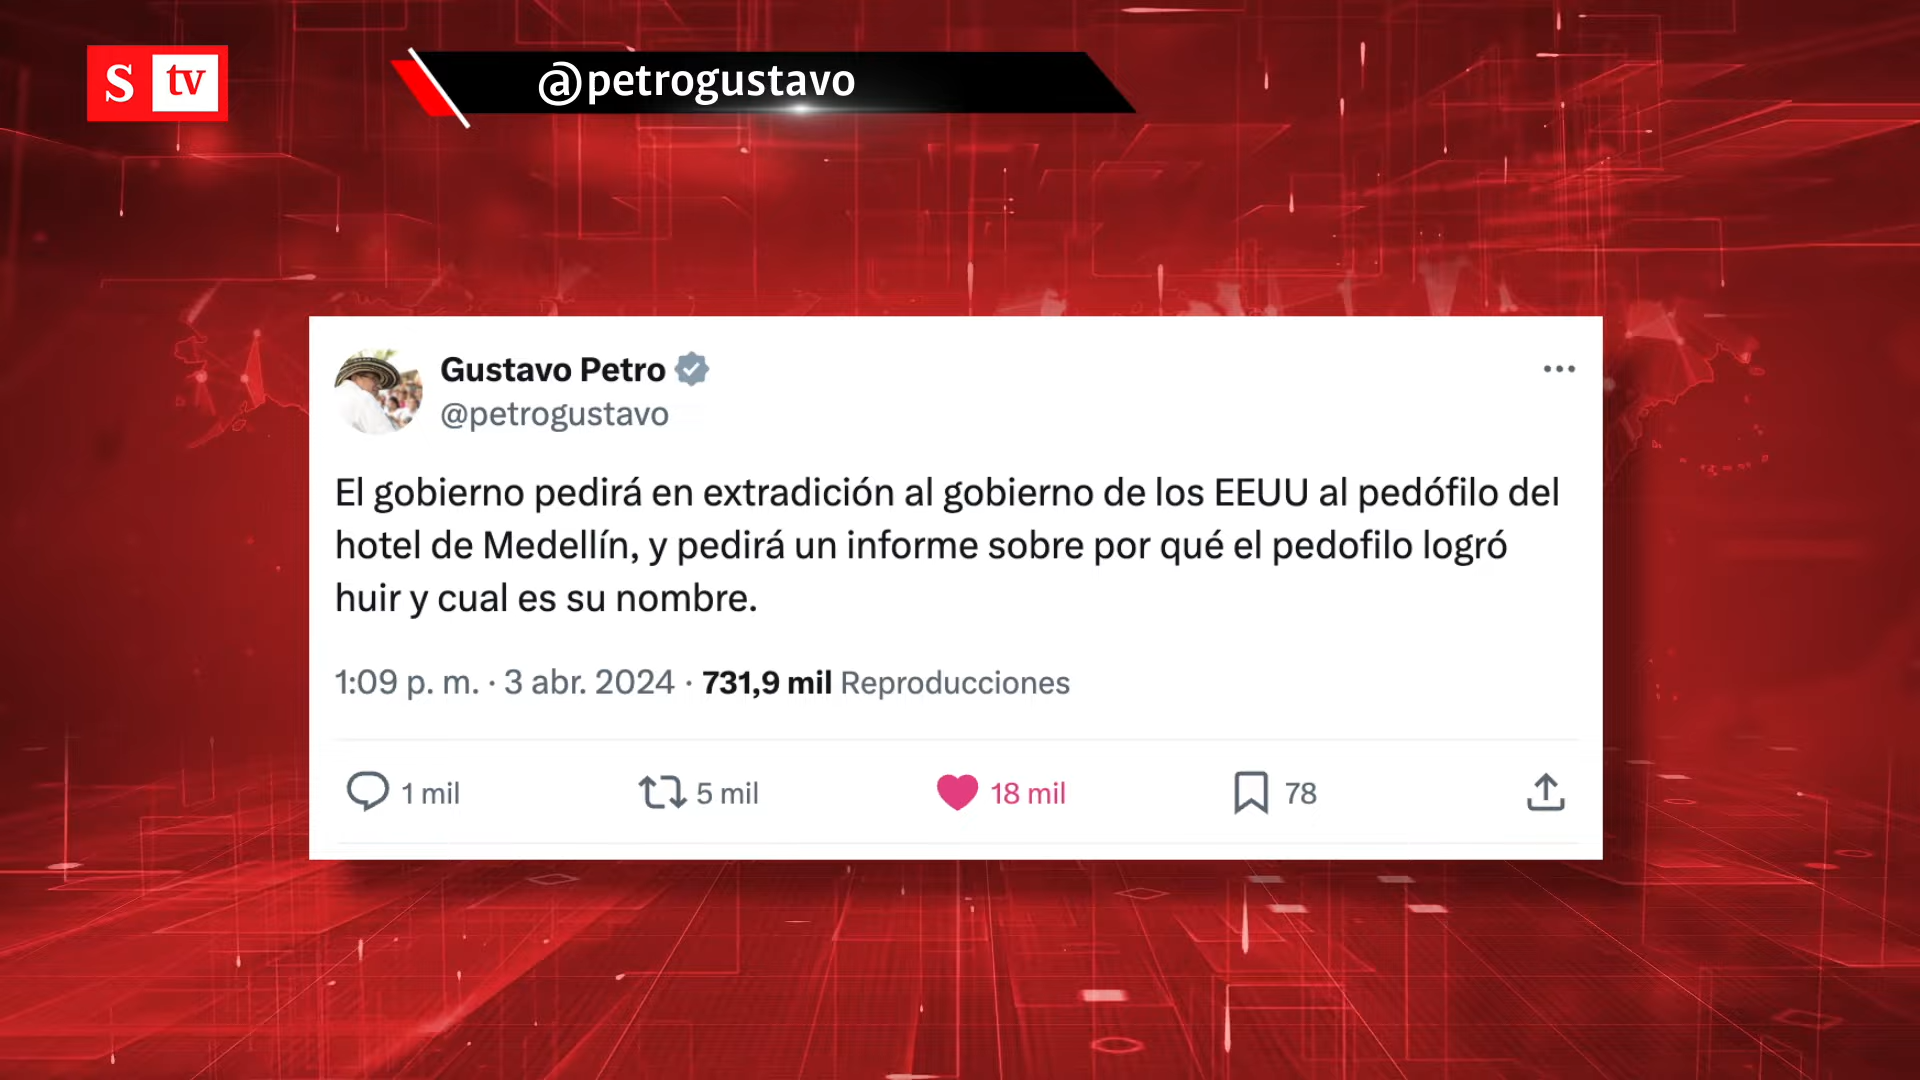 S tv
@petrogustavo
Gustavo Petro
@petrogustavo
El gobierno pedirá en extradición al gobierno de los EEUU al pedófilo del
hotel de Medellín, y pedirá un informe sobre por qué el pedofilo logró
huir y cual es su nombre.
1:09 p. m. · 3 abr. 2024 · 731,9 mil Reproducciones
1 mil 5 mil 18 mil 78